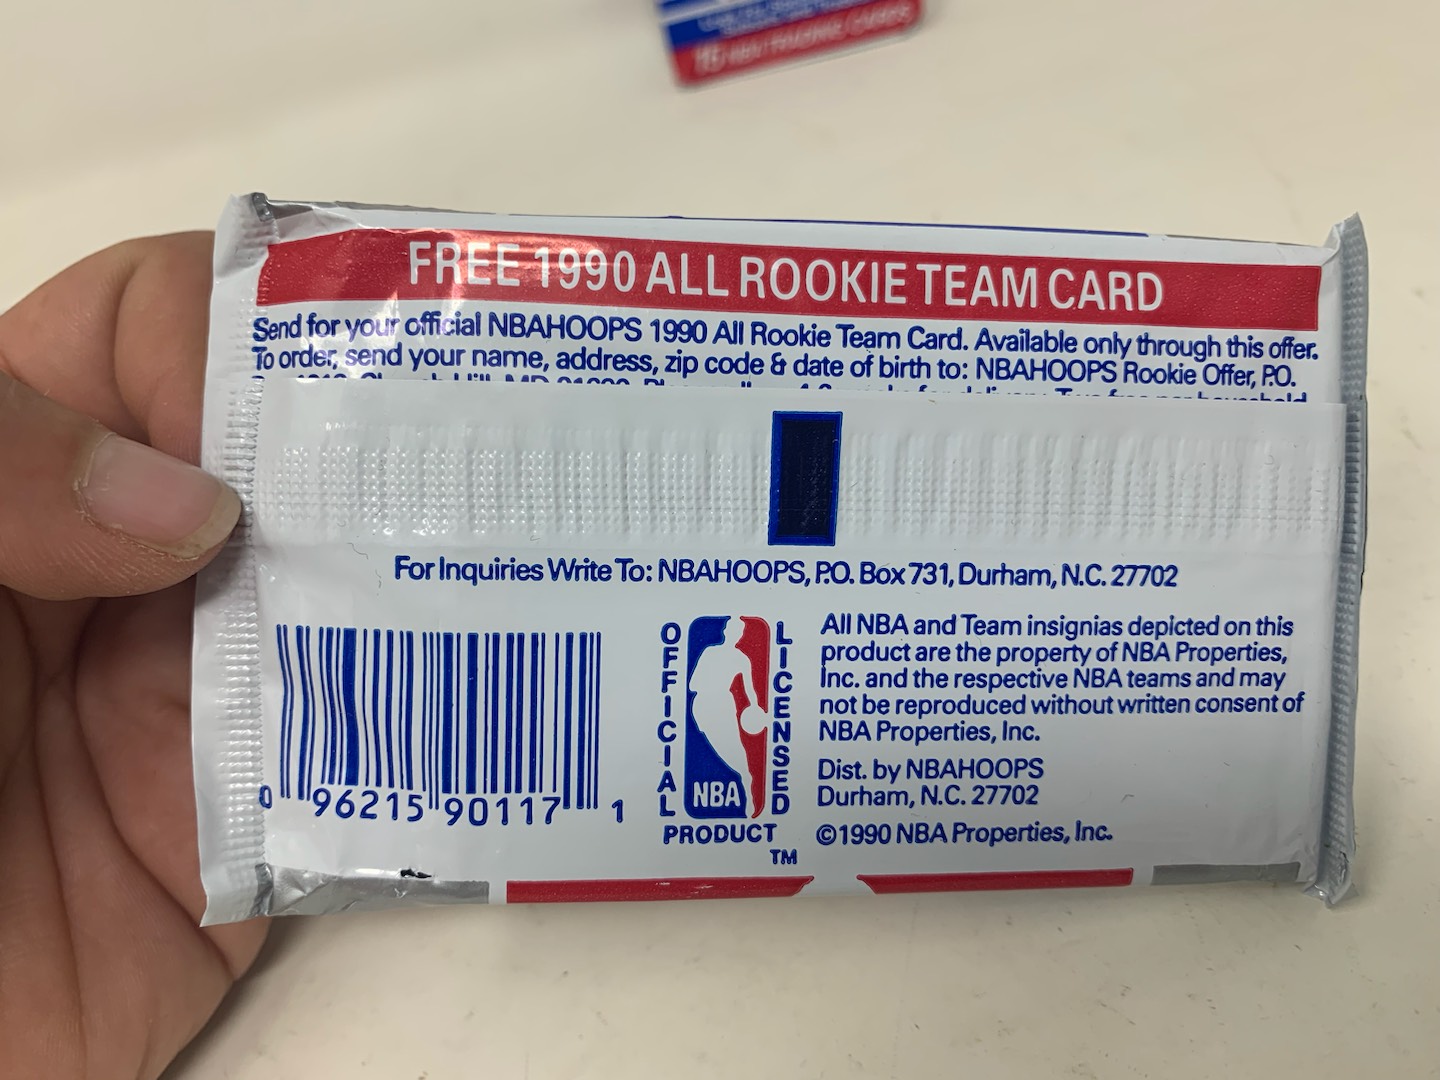 TRADING CARDS
FREE 1990 ALL ROOKIE TEAM CARD
Send for your official NBAHOOPS 1990 All Rookie Team Card. Available only through this offer.
To order, send your name, address, zip code & date of birth to: NBAHOOPS Rookie Offer, P.O.
For Inquiries Write To: NBAHOOPS, P.O. Box 731, Durham, N.C. 27702
0 96215 90117 1
OFFICIAL
LICENSED
NBA
PRODUCT
TM
All NBA and Team insignias depicted on this
product are the property of NBA Properties,
Inc. and the respective NBA teams and may
not be reproduced without written consent of
NBA Properties, Inc.
Dist. by NBAHOOPS
Durham, N.C. 27702
©1990 NBA Properties, Inc.